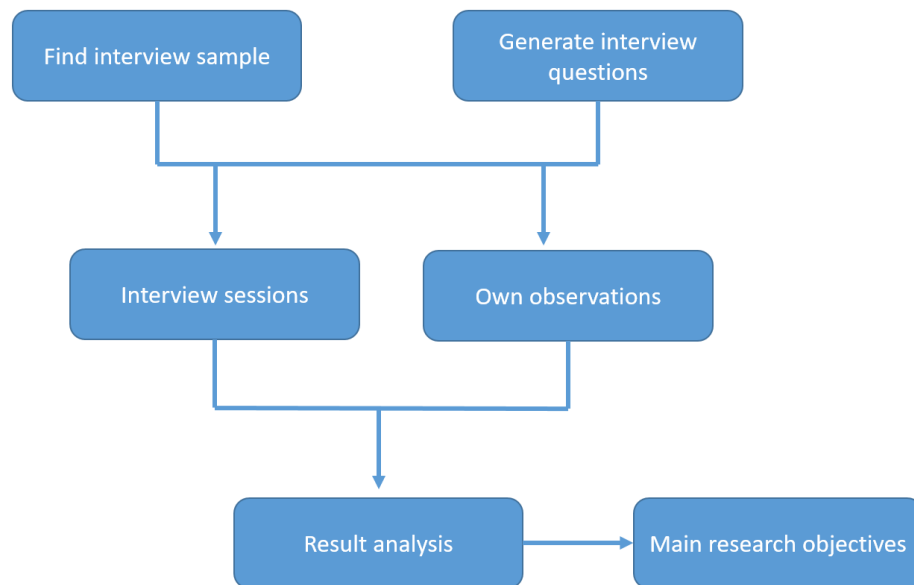 Find interview sample
Generate interview
questions
Interview sessions
Own observations
Result analysis
Main research objectives